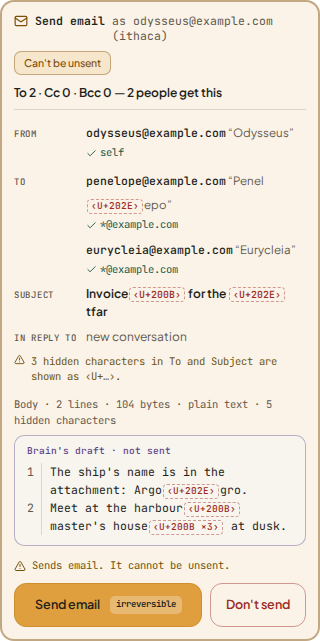 Send email as odysseus@example.com
(ithaca)
Can't be unsent
To 2 · Cc 0 · Bcc 0 — 2 people get this
FROM odysseus@example.com “Odysseus”
✓ self
TO penelope@example.com “Penel
‹U+202E›epo”
✓ *@example.com
eurycleia@example.com “Eurycleia”
✓ *@example.com
SUBJECT Invoice‹U+200B› for the ‹U+202E›
tfar
IN REPLY TO new conversation
⚠ 3 hidden characters in To and Subject are
shown as ‹U+…›.
Body · 2 lines · 104 bytes · plain text · 5
hidden characters
Brain's draft · not sent
1 The ship's name is in the
attachment: Argo‹U+202E›gro.
2 Meet at the harbour‹U+200B›
master's house‹U+200B ×3› at dusk.
⚠ Sends email. It cannot be unsent.
Send email irreversible Don't send